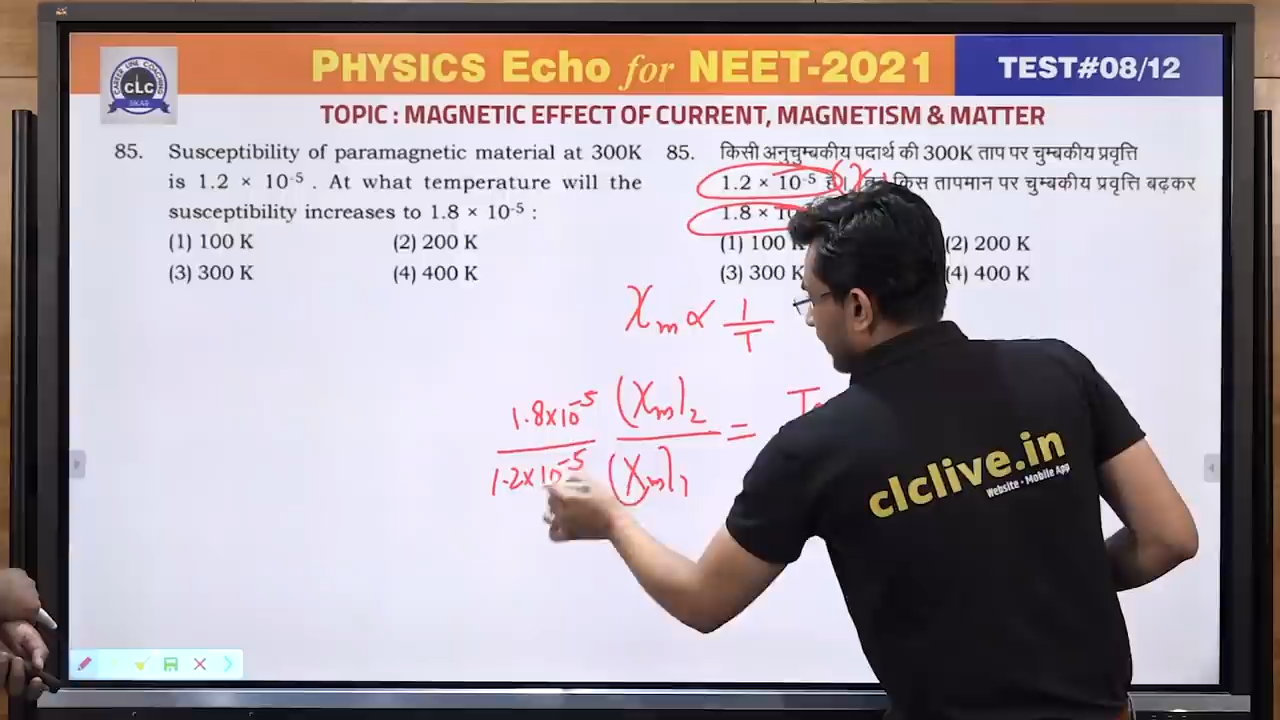 PHYSICS Echo for NEET-2021
TEST#08/12
CAREER LINE COACHING
CLC
SIKAR
TOPIC : MAGNETIC EFFECT OF CURRENT, MAGNETISM & MATTER
85. Susceptibility of paramagnetic material at 300K
is 1.2 × 10⁻⁵ . At what temperature will the
susceptibility increases to 1.8 × 10⁻⁵ :
(1) 100 K (2) 200 K
(3) 300 K (4) 400 K
85. किसी अनुचुम्बकीय पदार्थ की 300K ताप पर चुम्बकीय प्रवृत्ति
1.2 × 10⁻⁵ है। किस तापमान पर चुम्बकीय प्रवृत्ति बढ़कर
1.8 × 10
(1) 100 K (2) 200 K
(3) 300 K (4) 400 K
χm ∝ 1/T
1.8×10⁻⁵ / 1.2×10⁻⁵ (χm)₂ / (χm)₁ =
clclive.in
Website - Mobile App